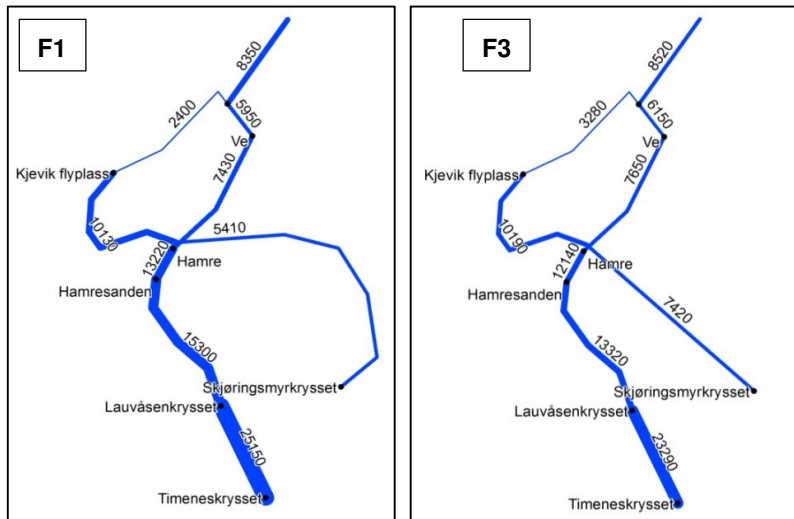 F1
8350
2400
5950
Ve
7430
Kjevik flyplass
10130
5410
Hamre
13220
Hamresanden
15300
Skjøringsmyrkrysset
Lauvåsenkrysset
25150
Timeneskrysset
F3
8520
3280
6150
Ve
7650
Kjevik flyplass
10190
Hamre
12140
Hamresanden
7420
13320
Skjøringsmyrkrysset
Lauvåsenkrysset
23290
Timeneskrysset